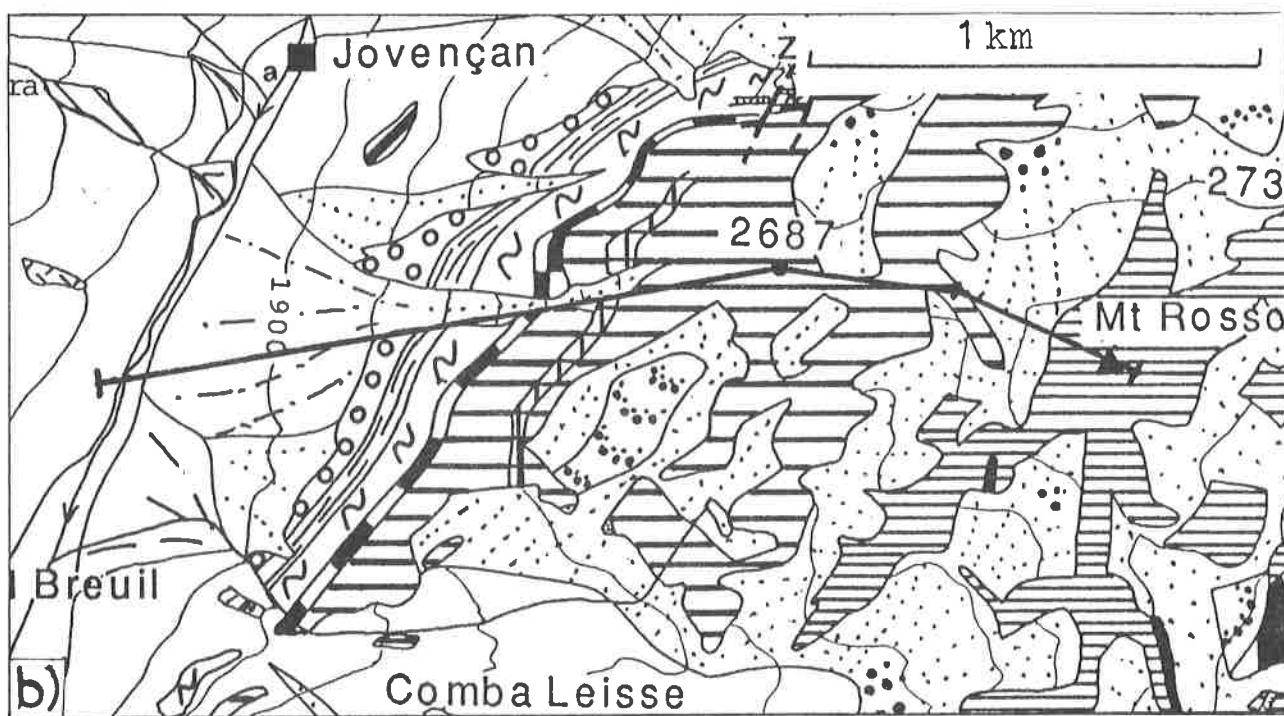 Jovençan
1 km
a
ra
N
273
2687
1900
Mt Rosso
l Breuil
b)
Comba Leisse